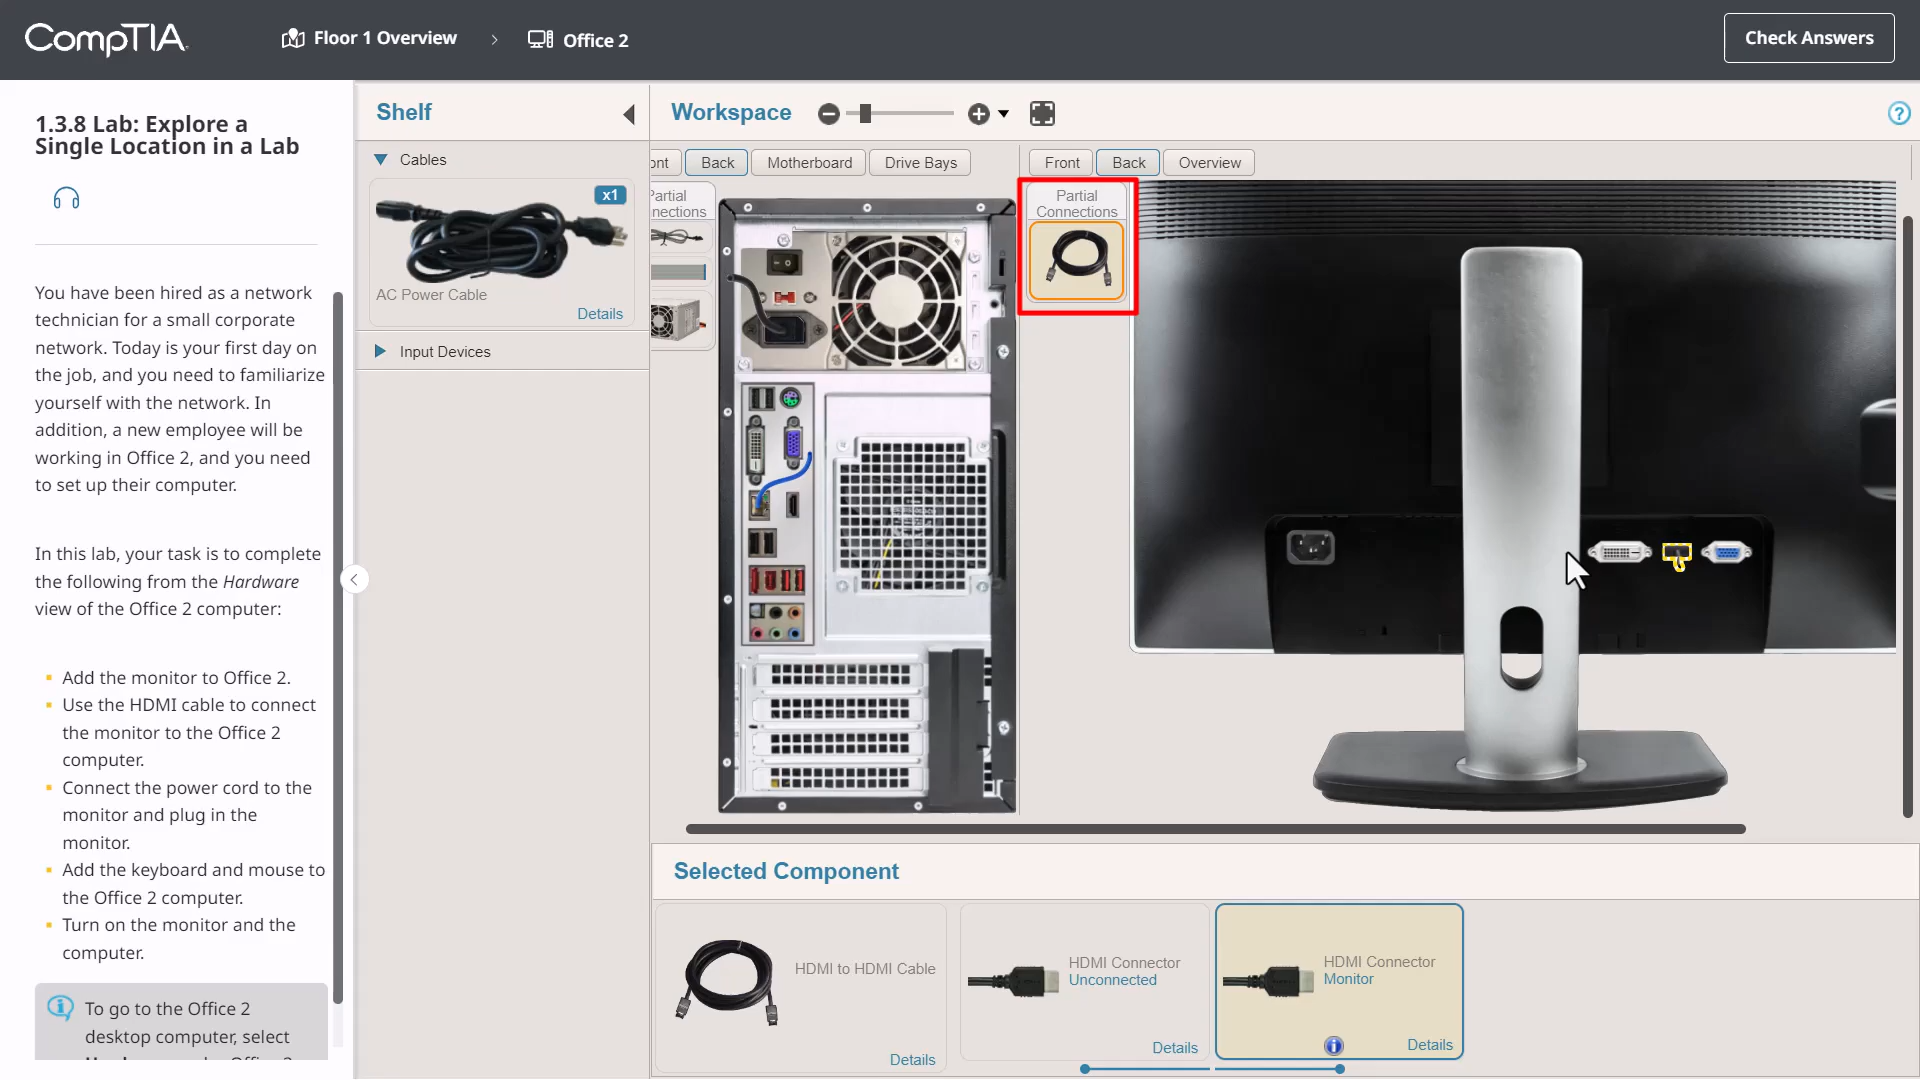 CompTIA
Floor 1 Overview
Office 2
Check Answers
1.3.8 Lab: Explore a
Single Location in a Lab
You have been hired as a network
technician for a small corporate
network. Today is your first day on
the job, and you need to familiarize
yourself with the network. In
addition, a new employee will be
working in Office 2, and you need
to set up their computer.
In this lab, your task is to complete
the following from the Hardware
view of the Office 2 computer:
Add the monitor to Office 2.
Use the HDMI cable to connect
the monitor to the Office 2
computer.
Connect the power cord to the
monitor and plug in the
monitor.
Add the keyboard and mouse to
the Office 2 computer.
Turn on the monitor and the
computer.
To go to the Office 2
desktop computer, select
Shelf
Cables
x1
AC Power Cable
Details
Input Devices
Workspace
ont
Back
Motherboard
Drive Bays
Partial
nections
Front
Back
Overview
Partial
Connections
Selected Component
HDMI to HDMI Cable
Details
HDMI Connector
Unconnected
Details
HDMI Connector
Monitor
Details